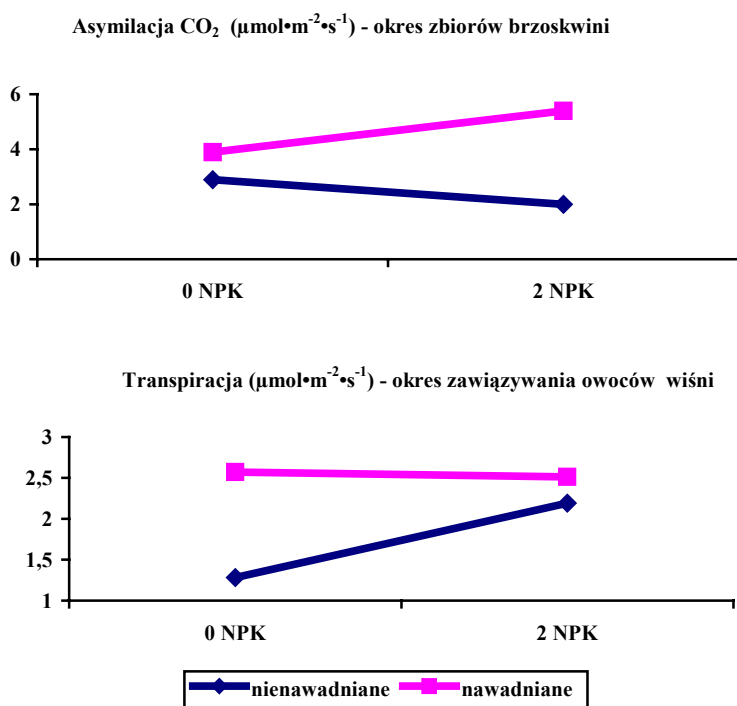 Asymilacja CO₂ (μmol•m⁻²•s⁻¹) - okres zbiorów brzoskwini
6
4
2
0
0 NPK 2 NPK
Transpiracja (μmol•m⁻²•s⁻¹) - okres zawiązywania owoców wiśni
3
2,5
2
1,5
1
0 NPK 2 NPK
nienawadniane nawadniane